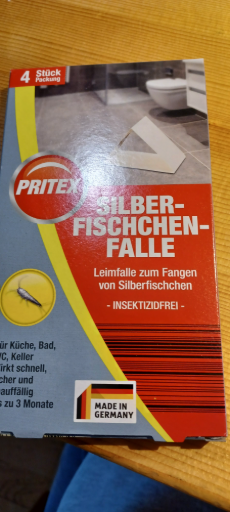 4 Stück
Packung
PRITEX
SILBER-
FISCHCHEN-
FALLE
Leimfalle zum Fangen
von Silberfischchen
- INSEKTIZIDFREI -
ür Küche, Bad,
VC, Keller
irkt schnell,
cher und
auffällig
s zu 3 Monate
MADE IN
GERMANY